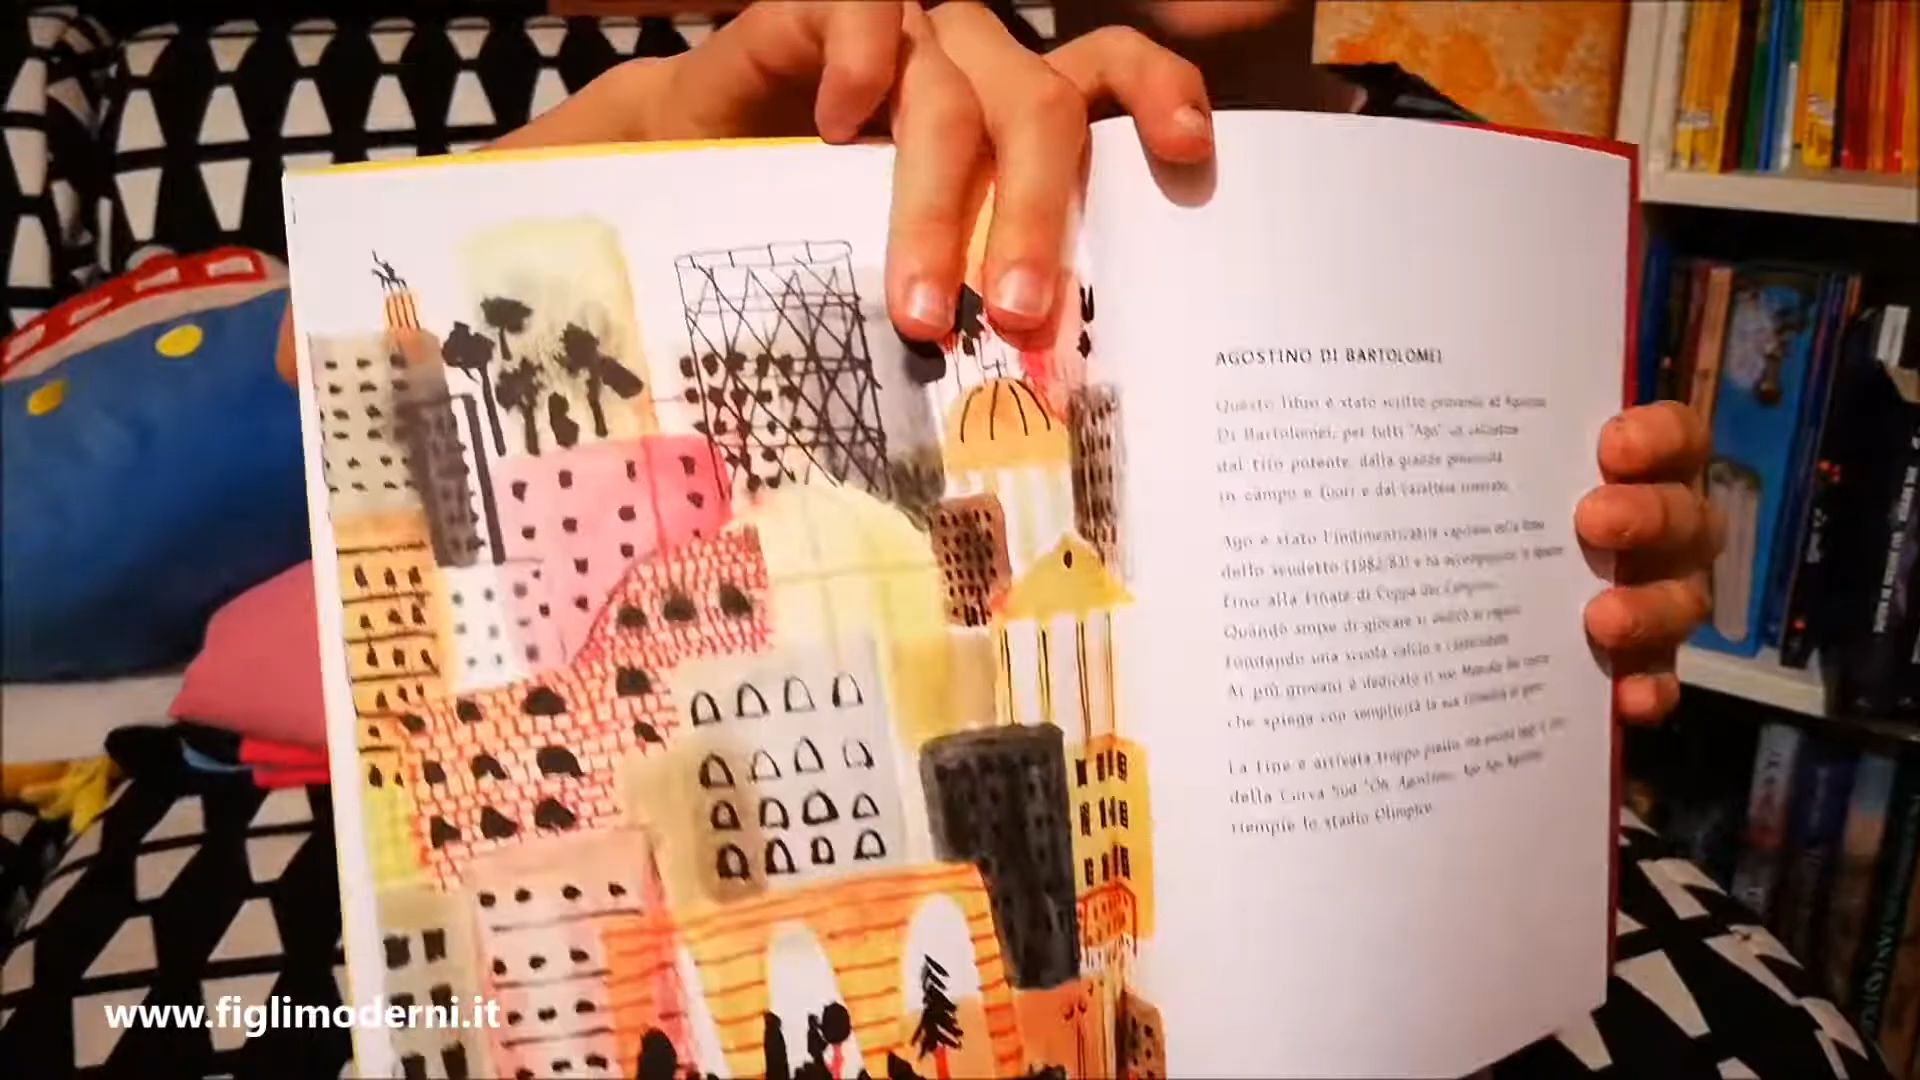 AGOSTINO DI BARTOLOMEI
Questo libro è stato scritto pensando ad Agostino
Di Bartolomei, per tutti "Ago" un calciatore
dal tiro potente, dalla grande
in campo e fuori e dal carattere
Ago è stato l'indimenticabile capitano della Roma
dello scudetto (1982/83) e ha accompagnato la squadra
fino alla finale di Coppa dei Campioni.
Quando smise di giocare si dedicò ai ragazzi
fondando una scuola calcio a
Ai più giovani è dedicato il suo Manuale del calcio
che spiega con semplicità la sua filosofia di gioco.
La fine è arrivata troppo presto ma ancora oggi il
della Curva Sud "Oh, Agostino, Ago Ago Agostino
riempie lo stadio Olimpico.
www.figlimoderni.it